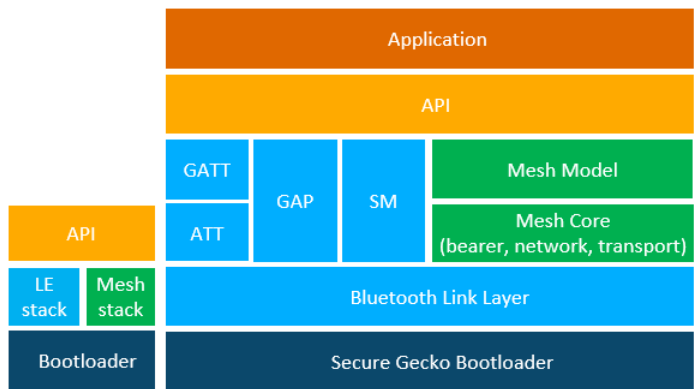 Application
API
GATT
GAP
SM
Mesh Model
ATT
Mesh Core
(bearer, network, transport)
API
LE
stack
Mesh
stack
Bluetooth Link Layer
Bootloader
Secure Gecko Bootloader